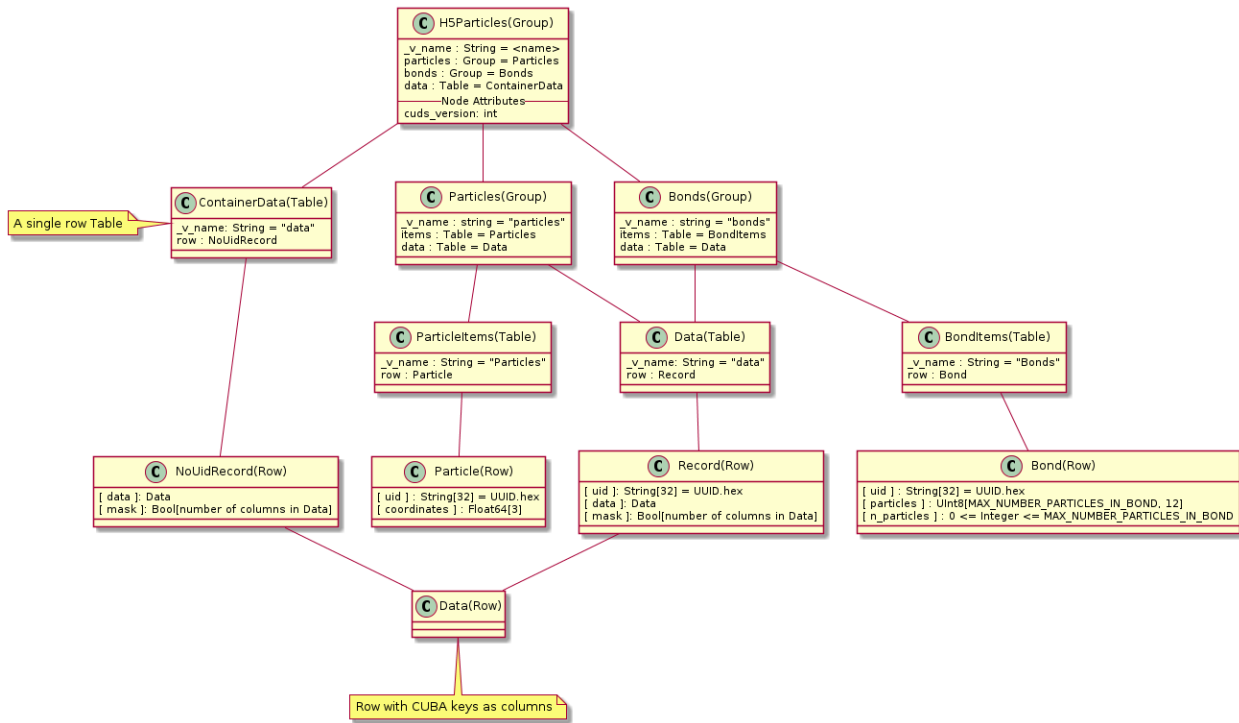 C H5Particles(Group)
_v_name : String = <name>
particles : Group = Particles
bonds : Group = Bonds
data : Table = ContainerData
Node Attributes
cuds_version: int
A single row Table
C ContainerData(Table)
_v_name: String = "data"
row : NoUidRecord
C Particles(Group)
_v_name : string = "particles"
items : Table = Particles
data : Table = Data
C Bonds(Group)
_v_name : string = "bonds"
items : Table = BondItems
data : Table = Data
C ParticleItems(Table)
_v_name : String = "Particles"
row : Particle
C Data(Table)
_v_name: String = "data"
row : Record
C BondItems(Table)
_v_name : String = "Bonds"
row : Bond
C NoUidRecord(Row)
[ data ]: Data
[ mask ]: Bool[number of columns in Data]
C Particle(Row)
[ uid ] : String[32] = UUID.hex
[ coordinates ] : Float64[3]
C Record(Row)
[ uid ]: String[32] = UUID.hex
[ data ]: Data
[ mask ]: Bool[number of columns in Data]
C Bond(Row)
[ uid ] : String[32] = UUID.hex
[ particles ] : UInt8[MAX_NUMBER_PARTICLES_IN_BOND, 12]
[ n_particles ] : 0 <= Integer <= MAX_NUMBER_PARTICLES_IN_BOND
C Data(Row)
Row with CUBA keys as columns